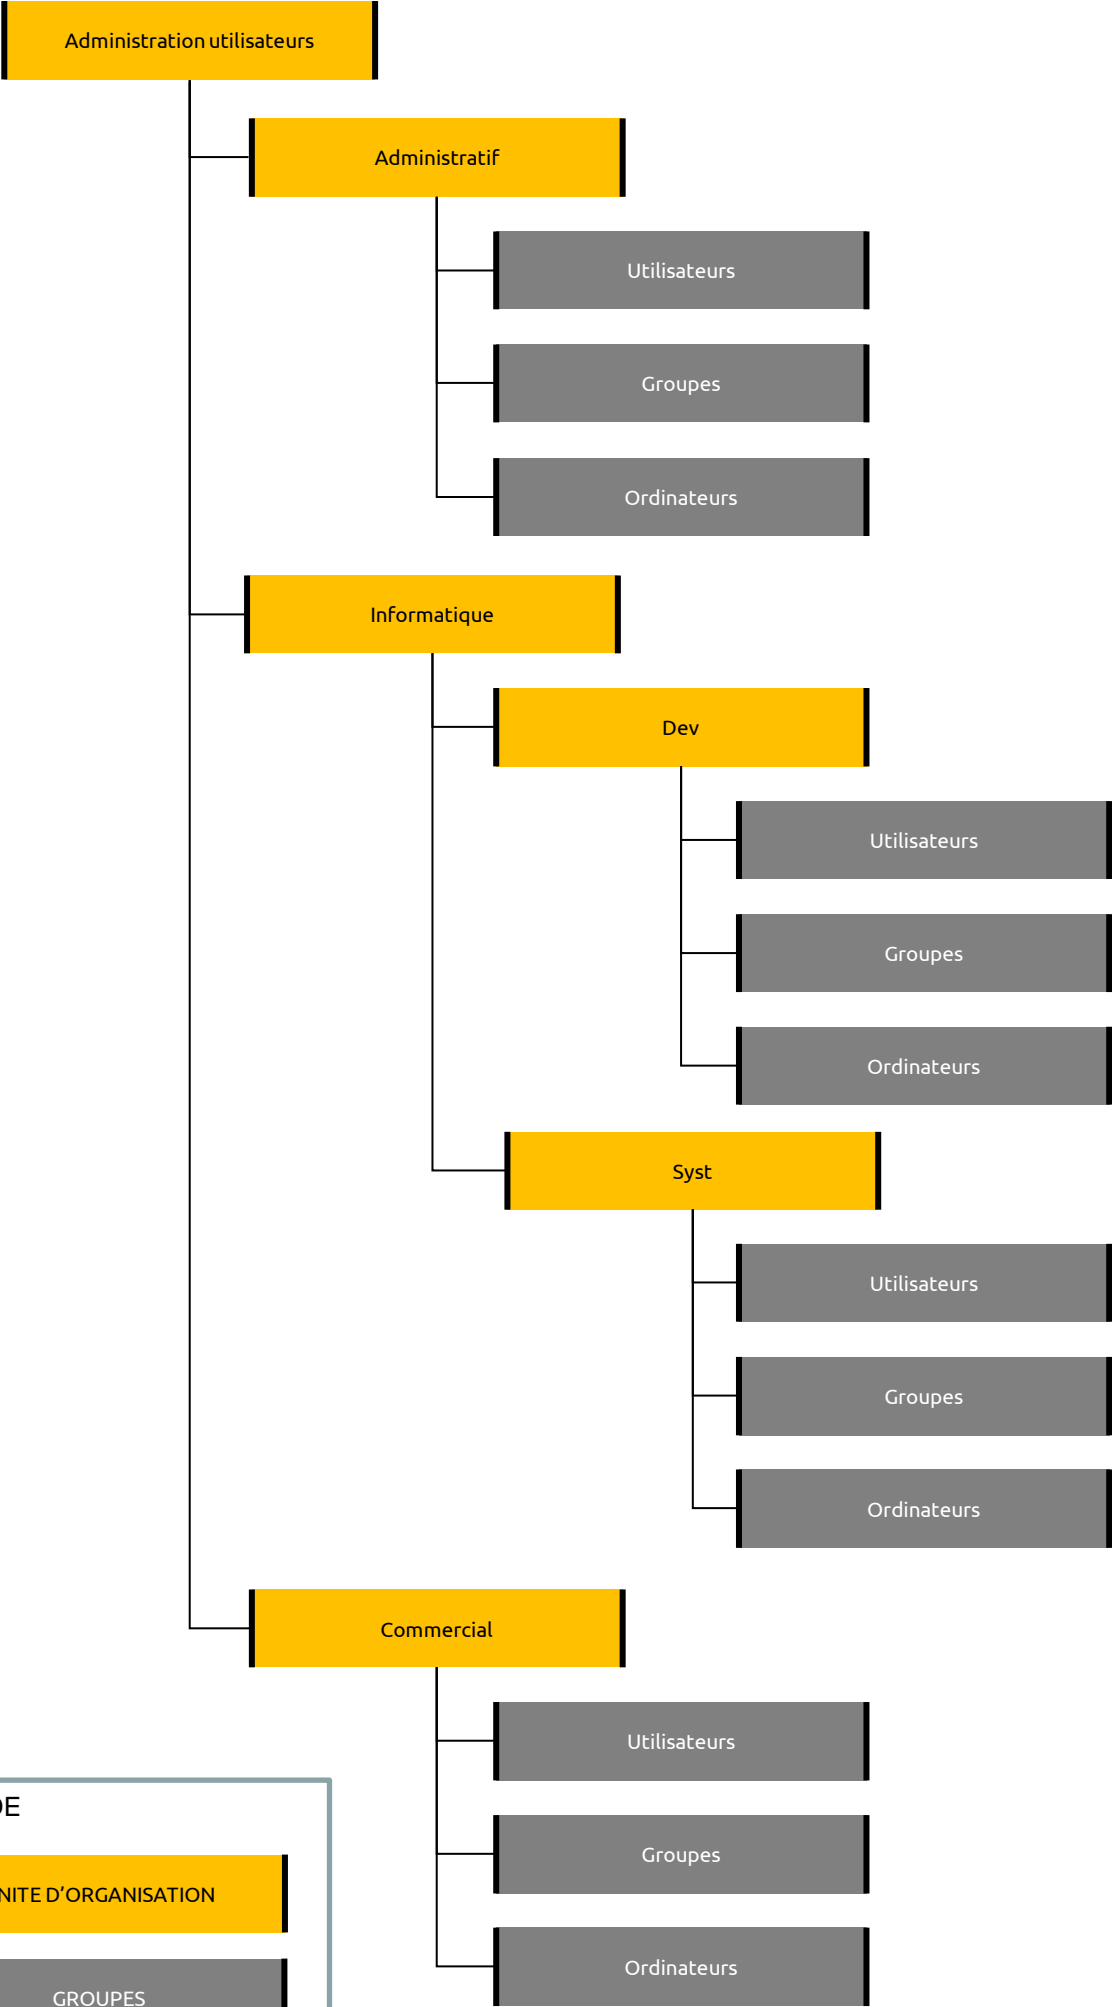 Administration utilisateurs
Administratif
Utilisateurs
Groupes
Ordinateurs
Informatique
Dev
Utilisateurs
Groupes
Ordinateurs
Syst
Utilisateurs
Groupes
Ordinateurs
Commercial
Utilisateurs
Groupes
Ordinateurs
DE
NITE D’ORGANISATION
GROUPES